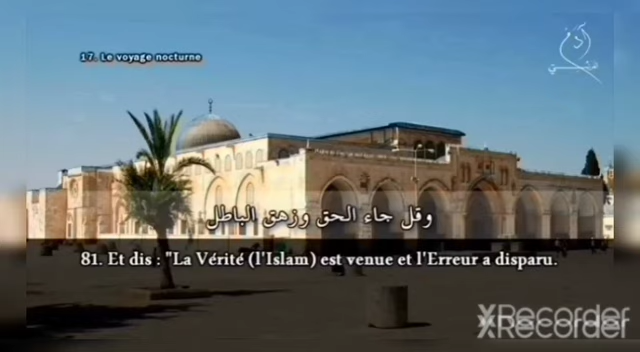 17. Le voyage nocturne
وقل جاء الحق وزهق الباطل
81. Et dis : "La Vérité (l'Islam) est venue et l'Erreur a disparu.
XRecorder
XRecorder